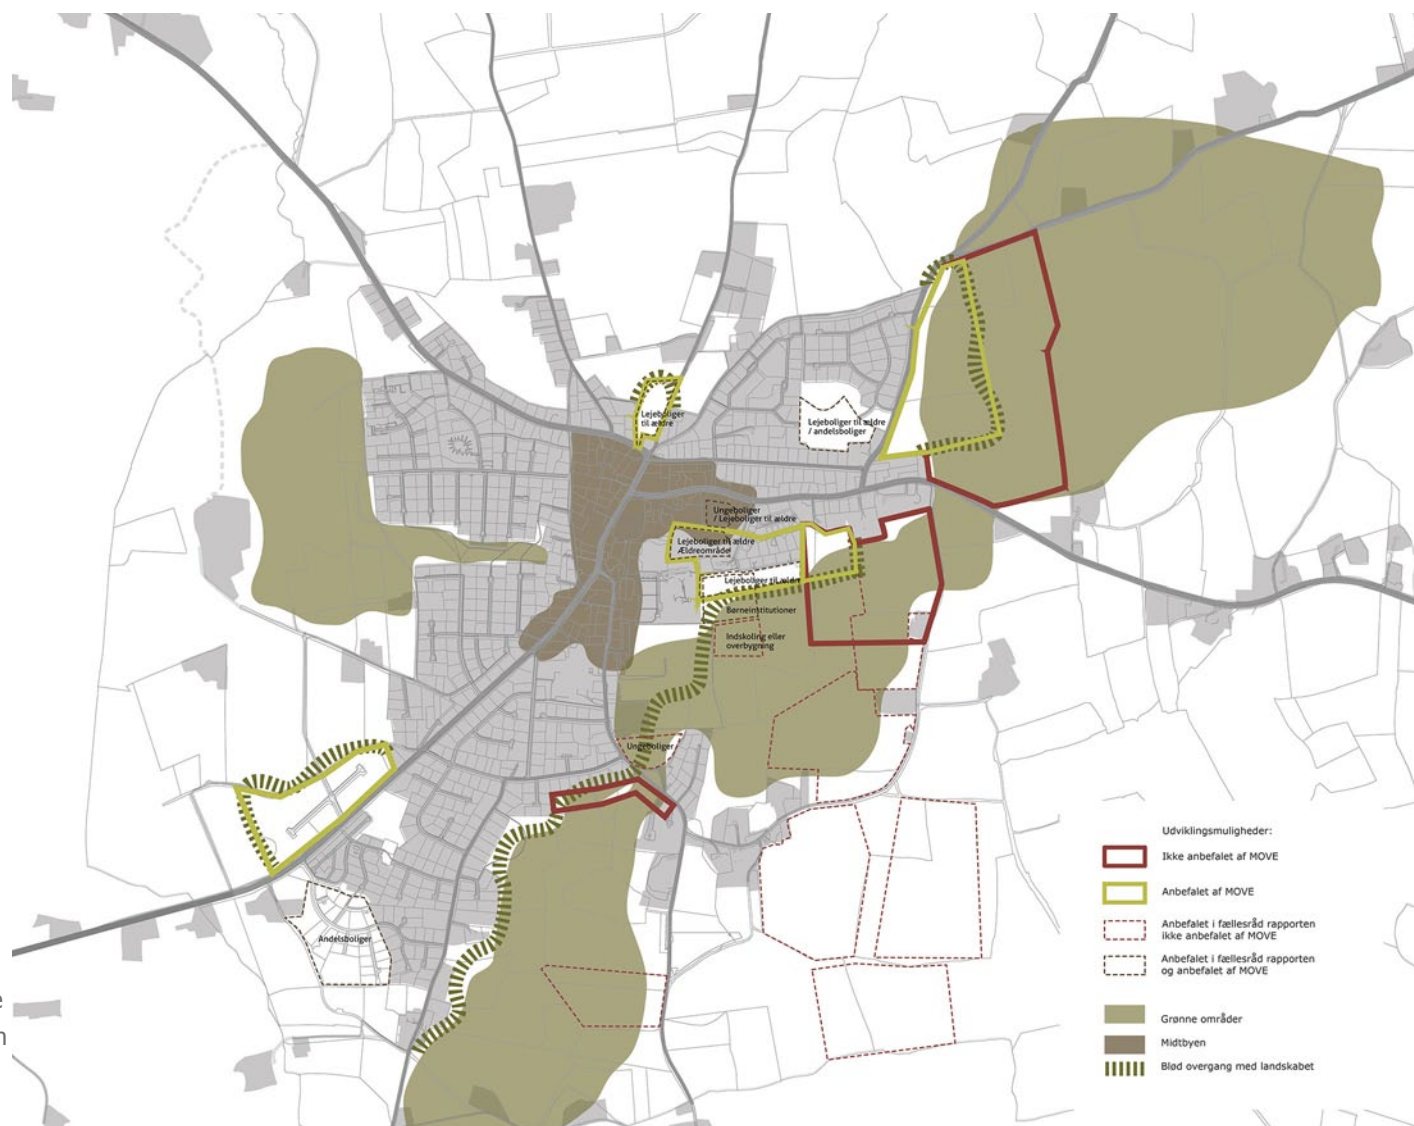 Lejeboliger
til ældre
Lejeboliger til ældre
/ andelsboliger
Ungeboliger
/ Lejeboliger til ældre
Lejeboliger til ældre
Ældreområde
Lejeboliger til ældre
Børneinstitutioner
Indskoling eller
overbygning
Ungeboliger
Andelsboliger
e
n
Udviklingsmuligheder:
Ikke anbefalet af MOVE
Anbefalet af MOVE
Anbefalet i fællesråd rapporten
ikke anbefalet af MOVE
Anbefalet i fællesråd rapporten
og anbefalet af MOVE
Grønne områder
Midtbyen
Blød overgang med landskabet